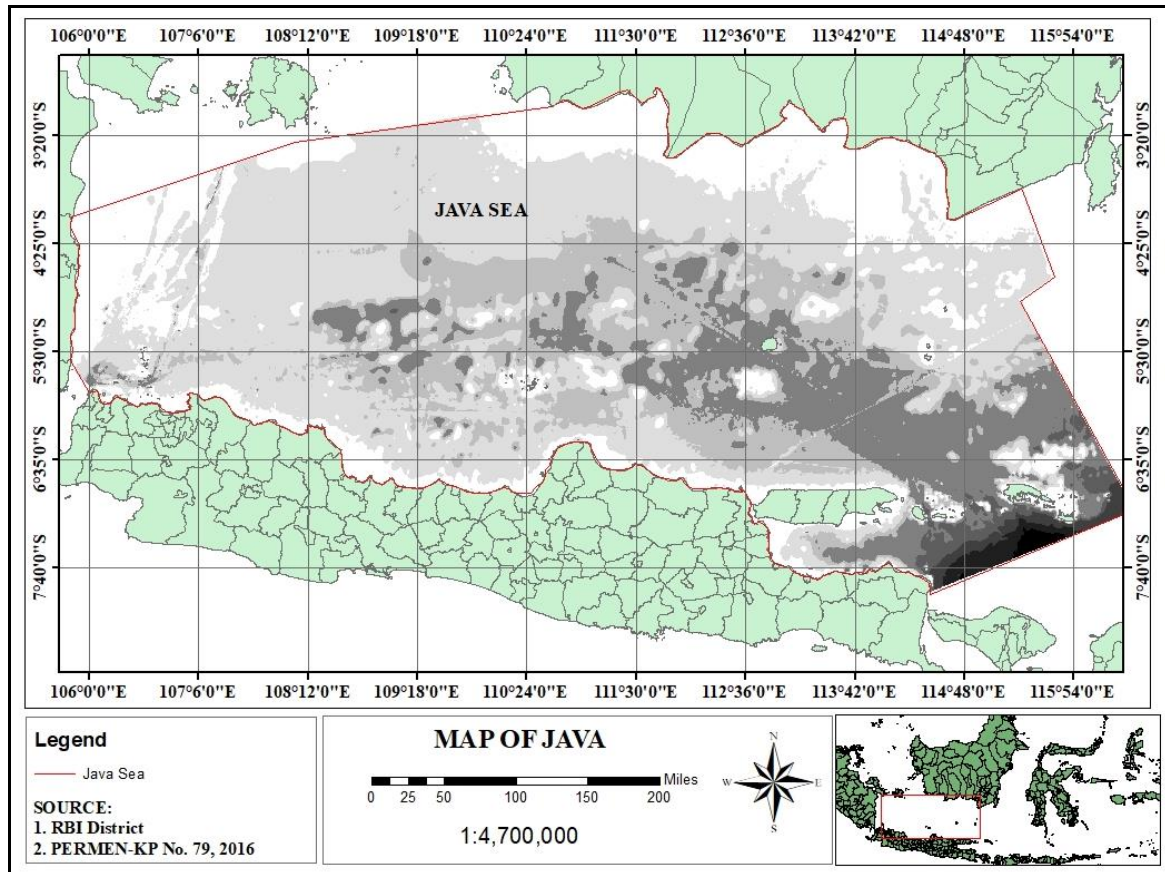 106°0'0"E 107°6'0"E 108°12'0"E 109°18'0"E 110°24'0"E 111°30'0"E 112°36'0"E 113°42'0"E 114°48'0"E 115°54'0"E
3°20'0"S 3°20'0"S
JAVA SEA
4°25'0"S 4°25'0"S
5°30'0"S 5°30'0"S
6°35'0"S 6°35'0"S
7°40'0"S 7°40'0"S
106°0'0"E 107°6'0"E 108°12'0"E 109°18'0"E 110°24'0"E 111°30'0"E 112°36'0"E 113°42'0"E 114°48'0"E 115°54'0"E
Legend
Java Sea
SOURCE:
1. RBI District
2. PERMEN-KP No. 79, 2016
MAP OF JAVA
Miles
0 25 50 100 150 200
1:4,700,000
N
W E
S